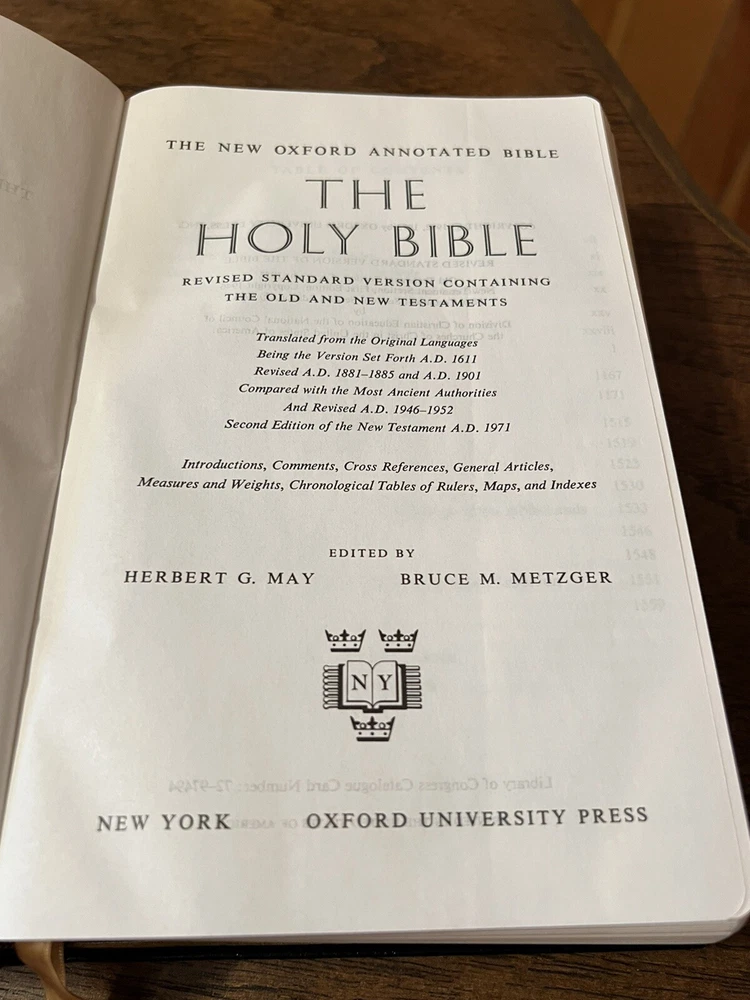 THE NEW OXFORD ANNOTATED BIBLE
THE
HOLY BIBLE
REVISED STANDARD VERSION CONTAINING
THE OLD AND NEW TESTAMENTS
Translated from the Original Languages
Being the Version Set Forth A.D. 1611
Revised A.D. 1881–1885 and A.D. 1901
Compared with the Most Ancient Authorities
And Revised A.D. 1946–1952
Second Edition of the New Testament A.D. 1971
Introductions, Comments, Cross References, General Articles,
Measures and Weights, Chronological Tables of Rulers, Maps, and Indexes
EDITED BY
HERBERT G. MAY BRUCE M. METZGER
N Y
NEW YORK OXFORD UNIVERSITY PRESS